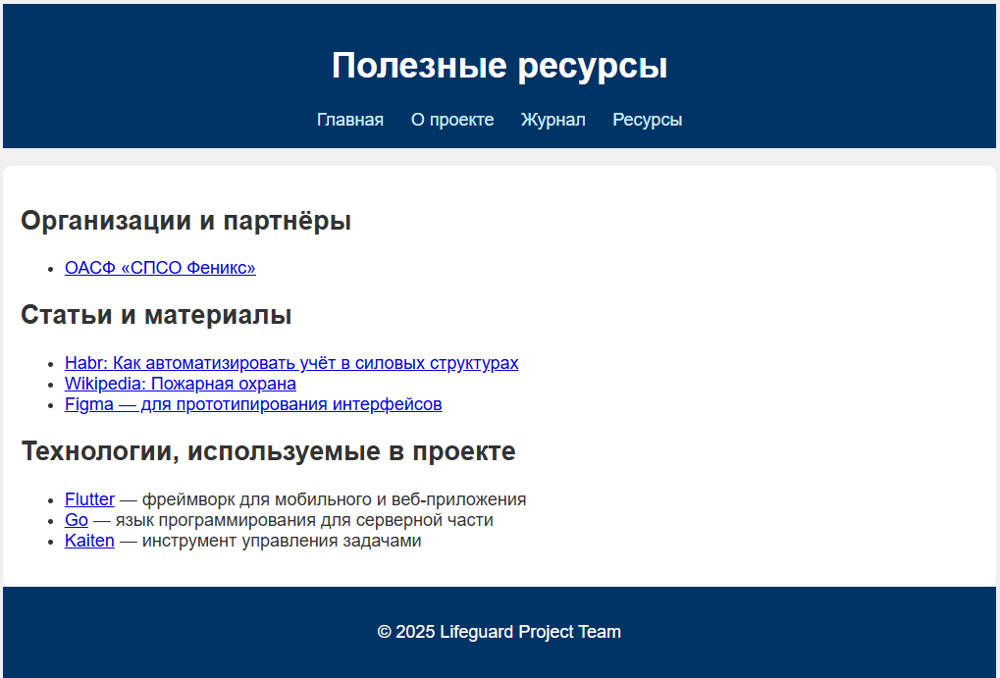 Полезные ресурсы
Главная О проекте Журнал Ресурсы
Организации и партнёры
ОАСФ «СПСО Феникс»
Статьи и материалы
Habr: Как автоматизировать учёт в силовых структурах
Wikipedia: Пожарная охрана
Figma — для прототипирования интерфейсов
Технологии, используемые в проекте
Flutter — фреймворк для мобильного и веб-приложения
Go — язык программирования для серверной части
Kaiten — инструмент управления задачами
© 2025 Lifeguard Project Team